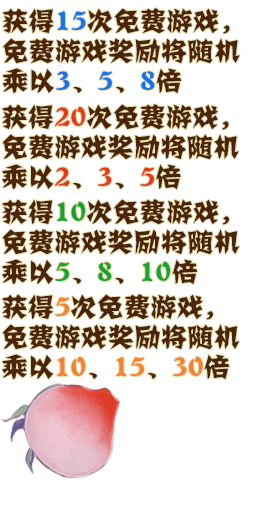 获得15次免费游戏，
免费游戏奖励将随机
乘以3、5、8倍
获得20次免费游戏，
免费游戏奖励将随机
乘以2、3、5倍
获得10次免费游戏，
免费游戏奖励将随机
乘以5、8、10倍
获得5次免费游戏，
免费游戏奖励将随机
乘以10、15、30倍